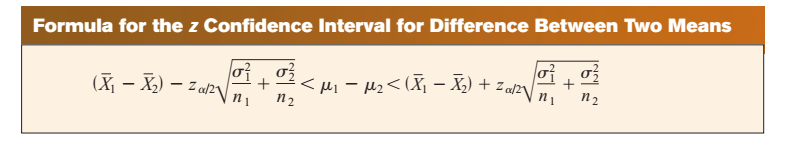 Formula for the z Confidence Interval for Difference Between Two Means
(X̄₁ − X̄₂) − z_{α/2}√(σ₁²/n₁ + σ₂²/n₂) < μ₁ − μ₂ < (X̄₁ − X̄₂) + z_{α/2}√(σ₁²/n₁ + σ₂²/n₂)